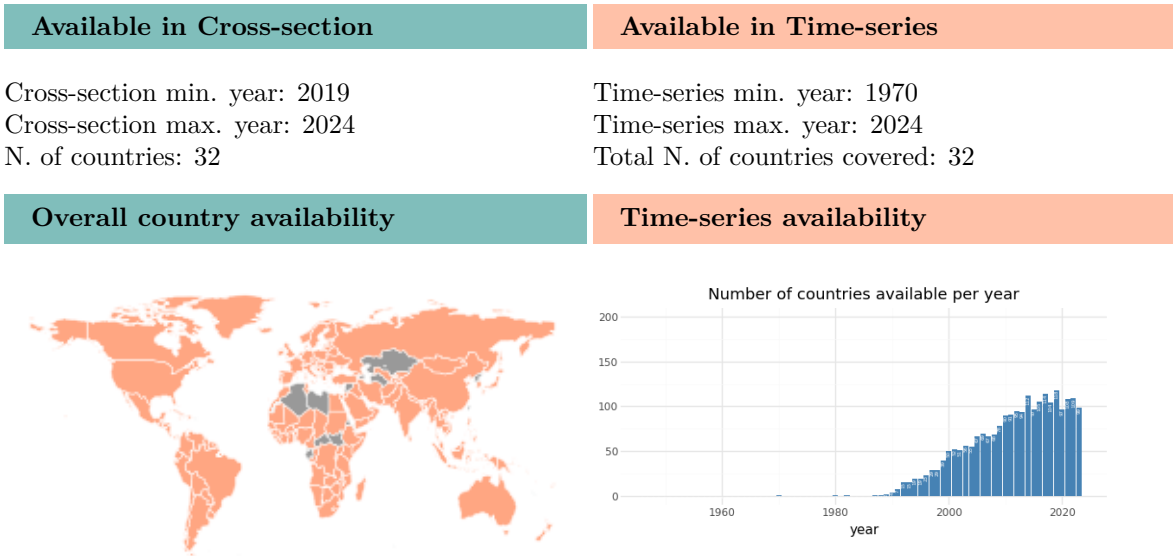 Available in Cross-section
Available in Time-series
Cross-section min. year: 2019
Cross-section max. year: 2024
N. of countries: 32
Time-series min. year: 1970
Time-series max. year: 2024
Total N. of countries covered: 32
Overall country availability
Time-series availability
Number of countries available per year
200
150
100
50
0
1960
1980
2000
2020
year